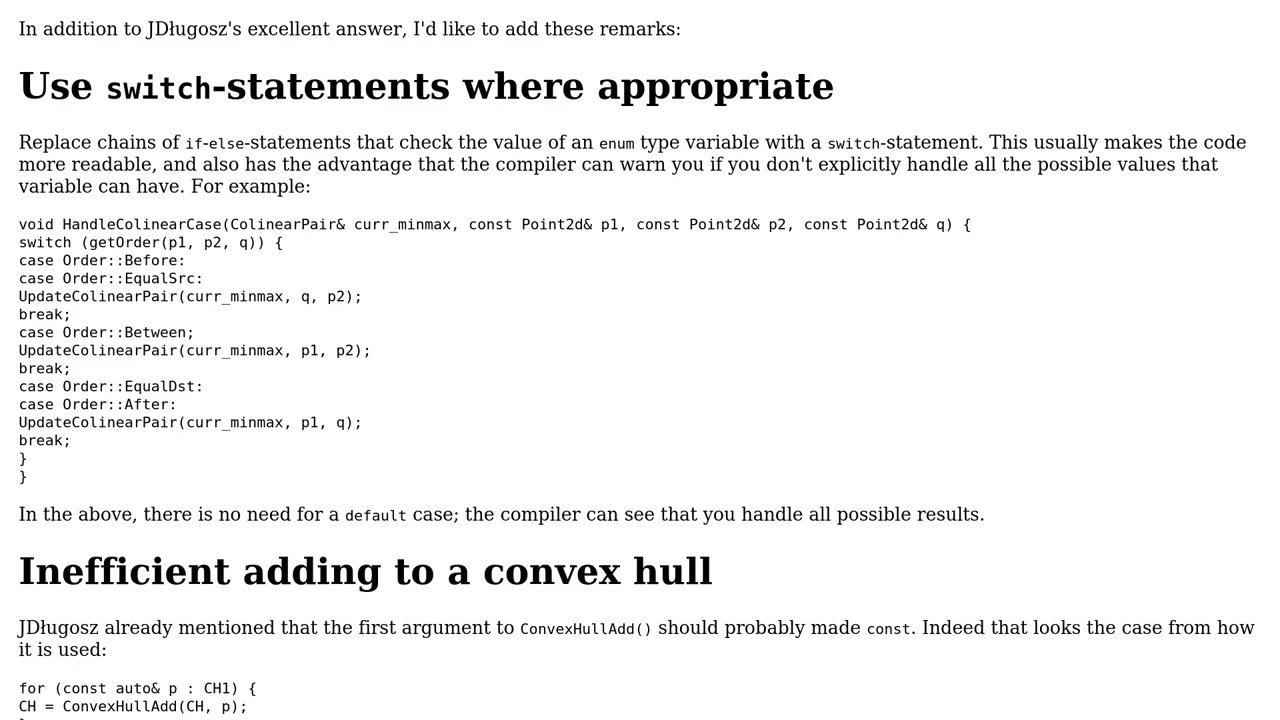 In addition to JDługosz's excellent answer, I'd like to add these remarks:
Use switch-statements where appropriate
Replace chains of if-else-statements that check the value of an enum type variable with a switch-statement. This usually makes the code
more readable, and also has the advantage that the compiler can warn you if you don't explicitly handle all the possible values that
variable can have. For example:
void HandleColinearCase(ColinearPair& curr_minmax, const Point2d& p1, const Point2d& p2, const Point2d& q) {
switch (getOrder(p1, p2, q)) {
case Order::Before:
case Order::EqualSrc:
UpdateColinearPair(curr_minmax, q, p2);
break;
case Order::Between;
UpdateColinearPair(curr_minmax, p1, p2);
break;
case Order::EqualDst:
case Order::After:
UpdateColinearPair(curr_minmax, p1, q);
break;
}
}
In the above, there is no need for a default case; the compiler can see that you handle all possible results.
Inefficient adding to a convex hull
JDługosz already mentioned that the first argument to ConvexHullAdd() should probably made const. Indeed that looks the case from how
it is used:
for (const auto& p : CH1) {
CH = ConvexHullAdd(CH, p);